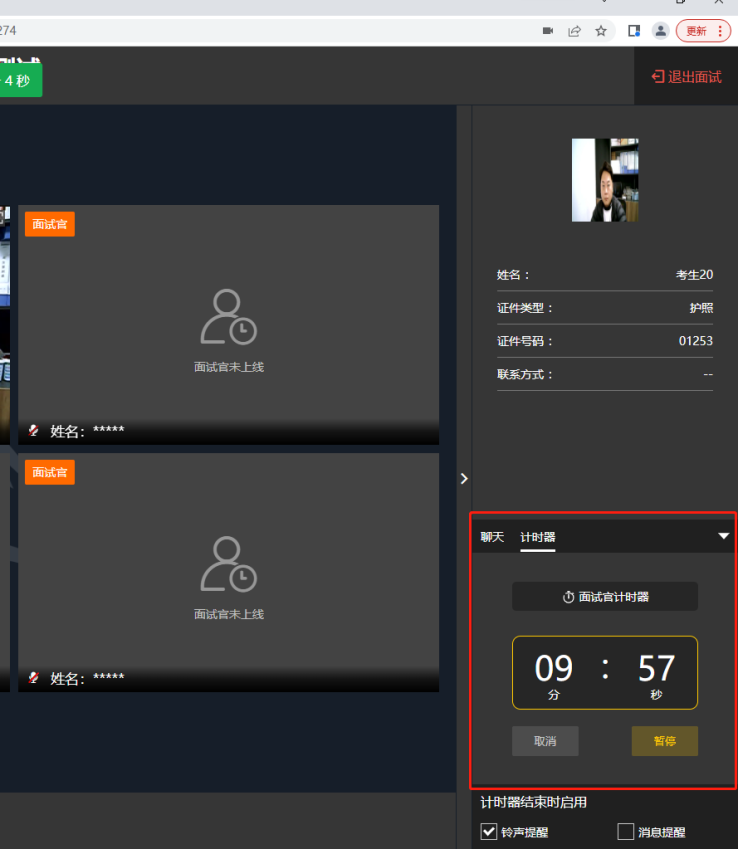 274
更新
4 秒
退出面试
面试官
面试官未上线
姓名: *****
面试官
面试官未上线
姓名: *****
姓名： 考生20
证件类型： 护照
证件号码： 01253
联系方式： --
聊天 计时器
面试官计时器
09 : 57
分 秒
取消 暂停
计时器结束时启用
铃声提醒 消息提醒